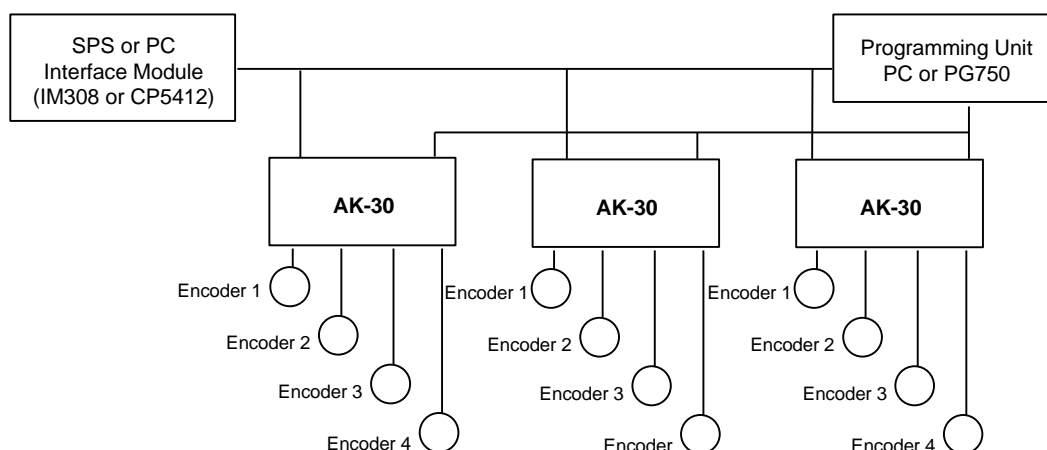 SPS or PC
Interface Module
(IM308 or CP5412)
Programming Unit
PC or PG750
AK-30
AK-30
AK-30
Encoder 1
Encoder 1
Encoder 1
Encoder 2
Encoder 2
Encoder 2
Encoder 3
Encoder 3
Encoder 3
Encoder 4
Encoder
Encoder 4